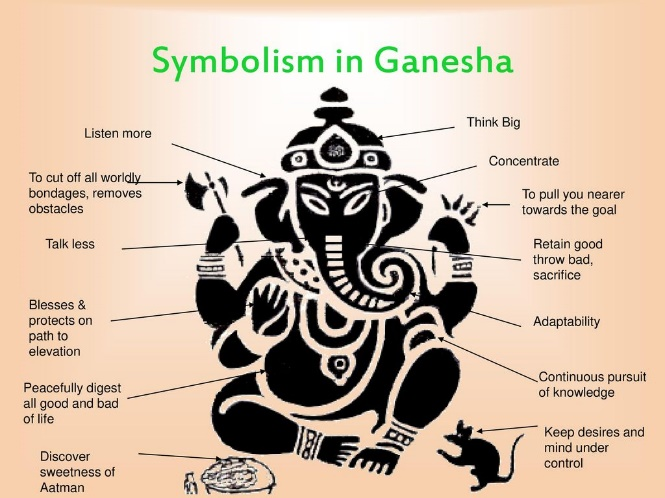 Symbolism in Ganesha
Think Big
Listen more
Concentrate
To cut off all worldly
bondages, removes
obstacles
To pull you nearer
towards the goal
Talk less
Retain good
throw bad,
sacrifice
Blesses &
protects on
path to
elevation
Adaptability
Continuous pursuit
of knowledge
Peacefully digest
all good and bad
of life
Keep desires and
mind under
control
Discover
sweetness of
Aatman